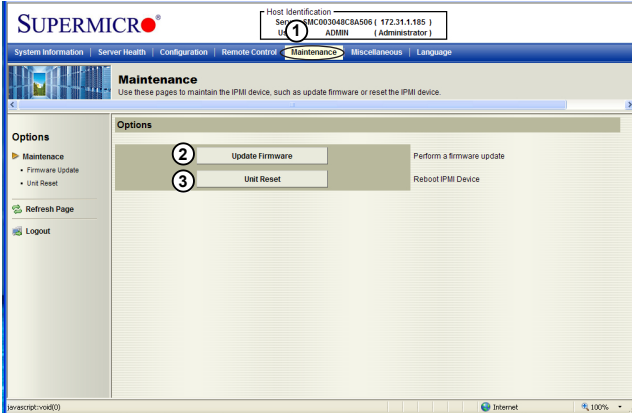 Host Identification
SUPERMICR®
Ser SMC003048C8A506 ( 172.31.1.185 )
1
U ADMIN ( Administrator )
System Information | Server Health | Configuration | Remote Control | Maintenance | Miscellaneous | Language
Maintenance
Use these pages to maintain the IPMI device, such as update firmware or reset the IPMI device.
Options
Options
Maintenace
2 Update Firmware Perform a firmware update
• Firmware Update
3 Unit Reset Reboot IPMI Device
• Unit Reset
Refresh Page
Logout
javascript:void(0) Internet 100%